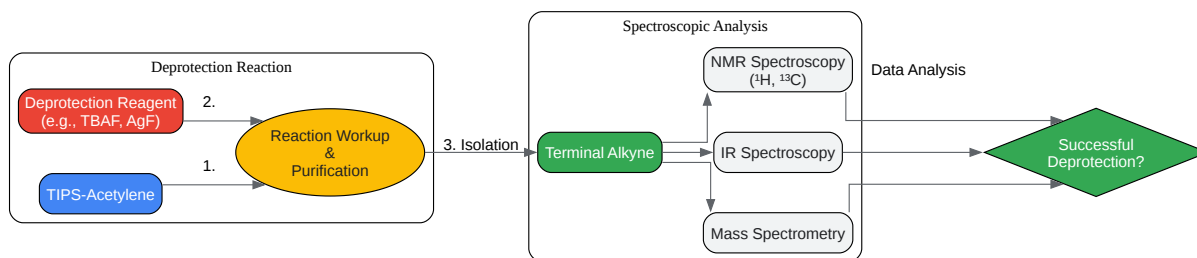 Deprotection Reaction
Deprotection Reagent
(e.g., TBAF, AgF)
2.
TIPS-Acetylene
1.
Reaction Workup
&
Purification
3. Isolation
Spectroscopic Analysis
Terminal Alkyne
NMR Spectroscopy
(¹H, ¹³C)
IR Spectroscopy
Mass Spectrometry
Data Analysis
Successful
Deprotection?